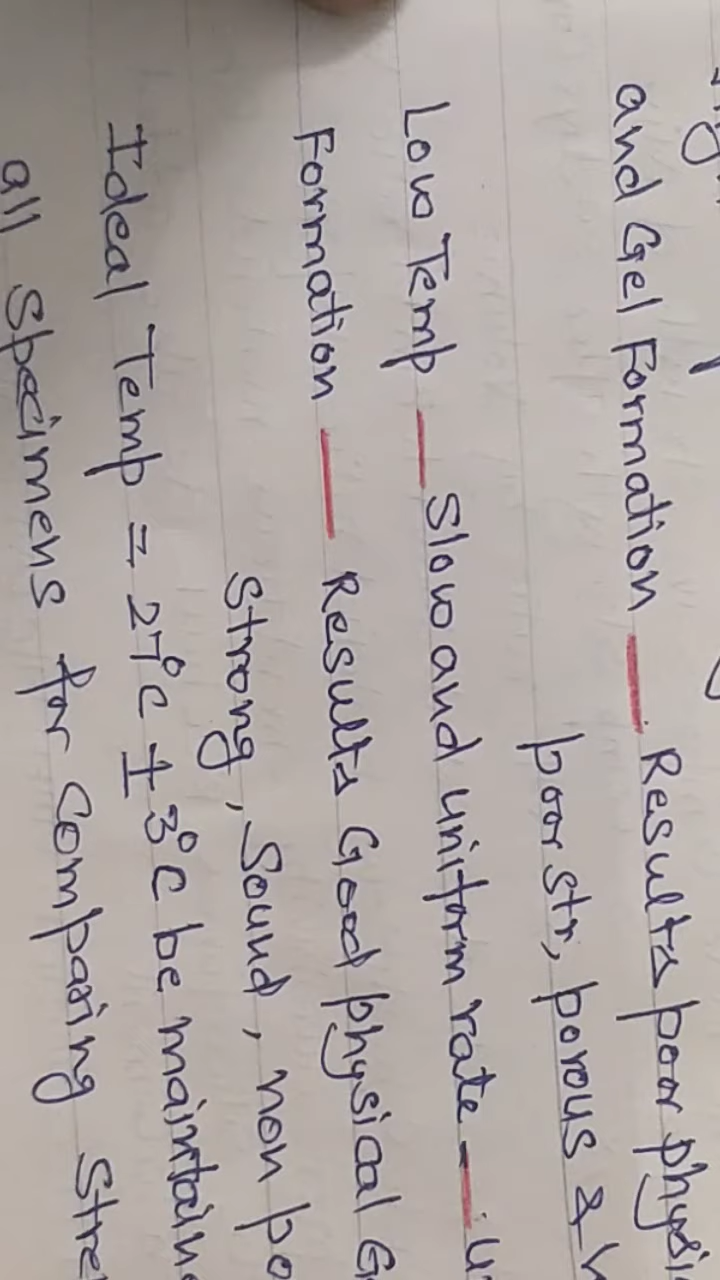 and Gel Formation — Results poor physi
poor str, porous &
Low Temp — Slow and uniform rate —
Formation — Results Good physical G
Strong, Sound, non po
Ideal Temp = 27°C ± 3°C be maintain
all Specimens for Comparing Stre